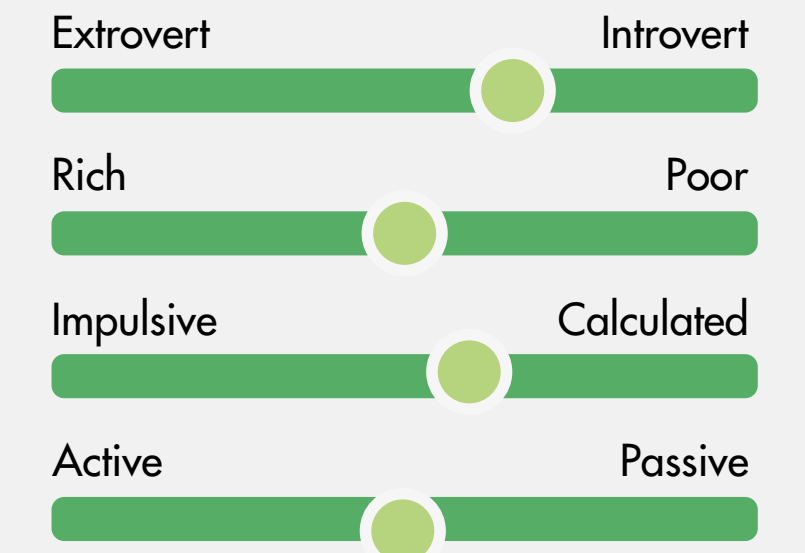 Extrovert Introvert
Rich Poor
Impulsive Calculated
Active Passive